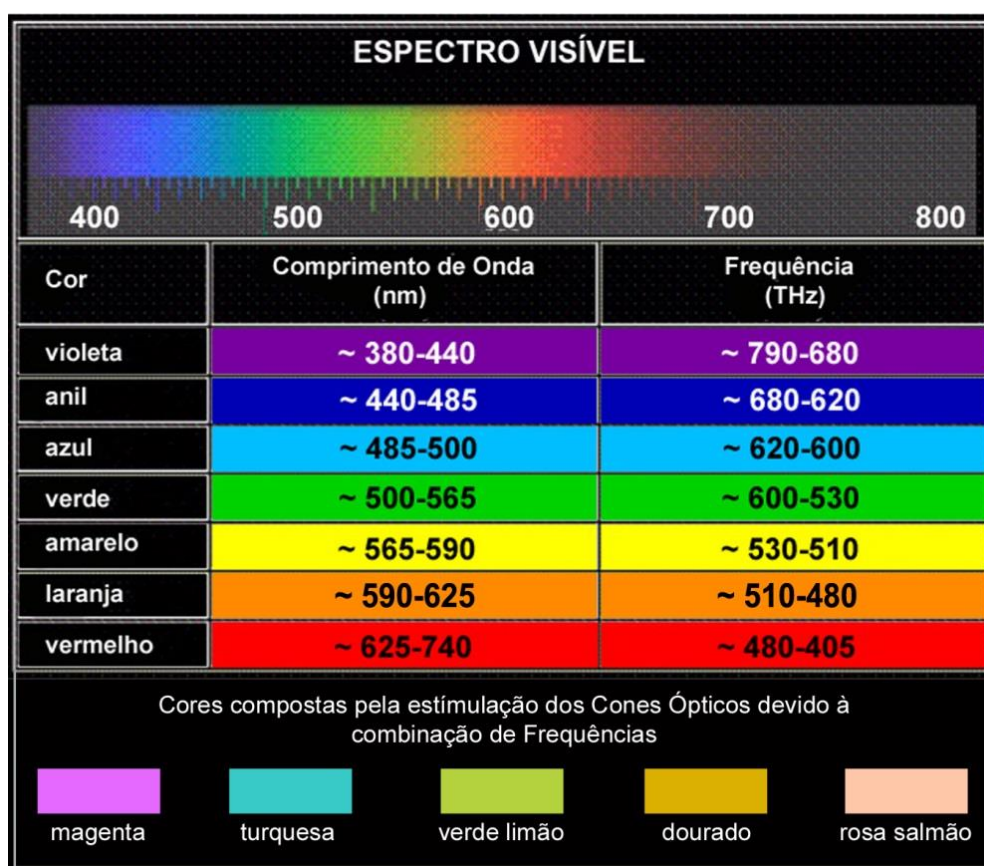 ESPECTRO VISÍVEL
400 500 600 700 800
Cor Comprimento de Onda (nm) Frequência (THz)
violeta ~ 380-440 ~ 790-680
anil ~ 440-485 ~ 680-620
azul ~ 485-500 ~ 620-600
verde ~ 500-565 ~ 600-530
amarelo ~ 565-590 ~ 530-510
laranja ~ 590-625 ~ 510-480
vermelho ~ 625-740 ~ 480-405
Cores compostas pela estímulação dos Cones Ópticos devido à
combinação de Frequências
magenta turquesa verde limão dourado rosa salmão